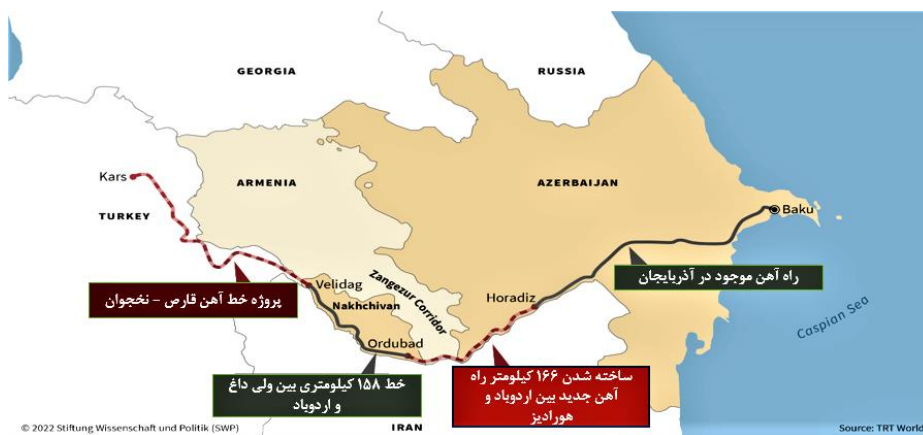 GEORGIA
RUSSIA
Kars
ARMENIA
AZERBAIJAN
TURKEY
Baku
راه آهن موجود در آذربایجان
Zangezur Corridor
Velidag
Horadiz
پروژه خط آهن قارص - نخجوان
Nakhchivan
Caspian Sea
Ordubad
خط ۱۵۸ کیلومتری بین ولی داغ
و اردوباد
ساخته شدن ۱۶۶ کیلومتر راه
آهن جدید بین اردوباد و
هورادیز
© 2022 Stiftung Wissenschaft und Politik (SWP)
IRAN
Source: TRT World